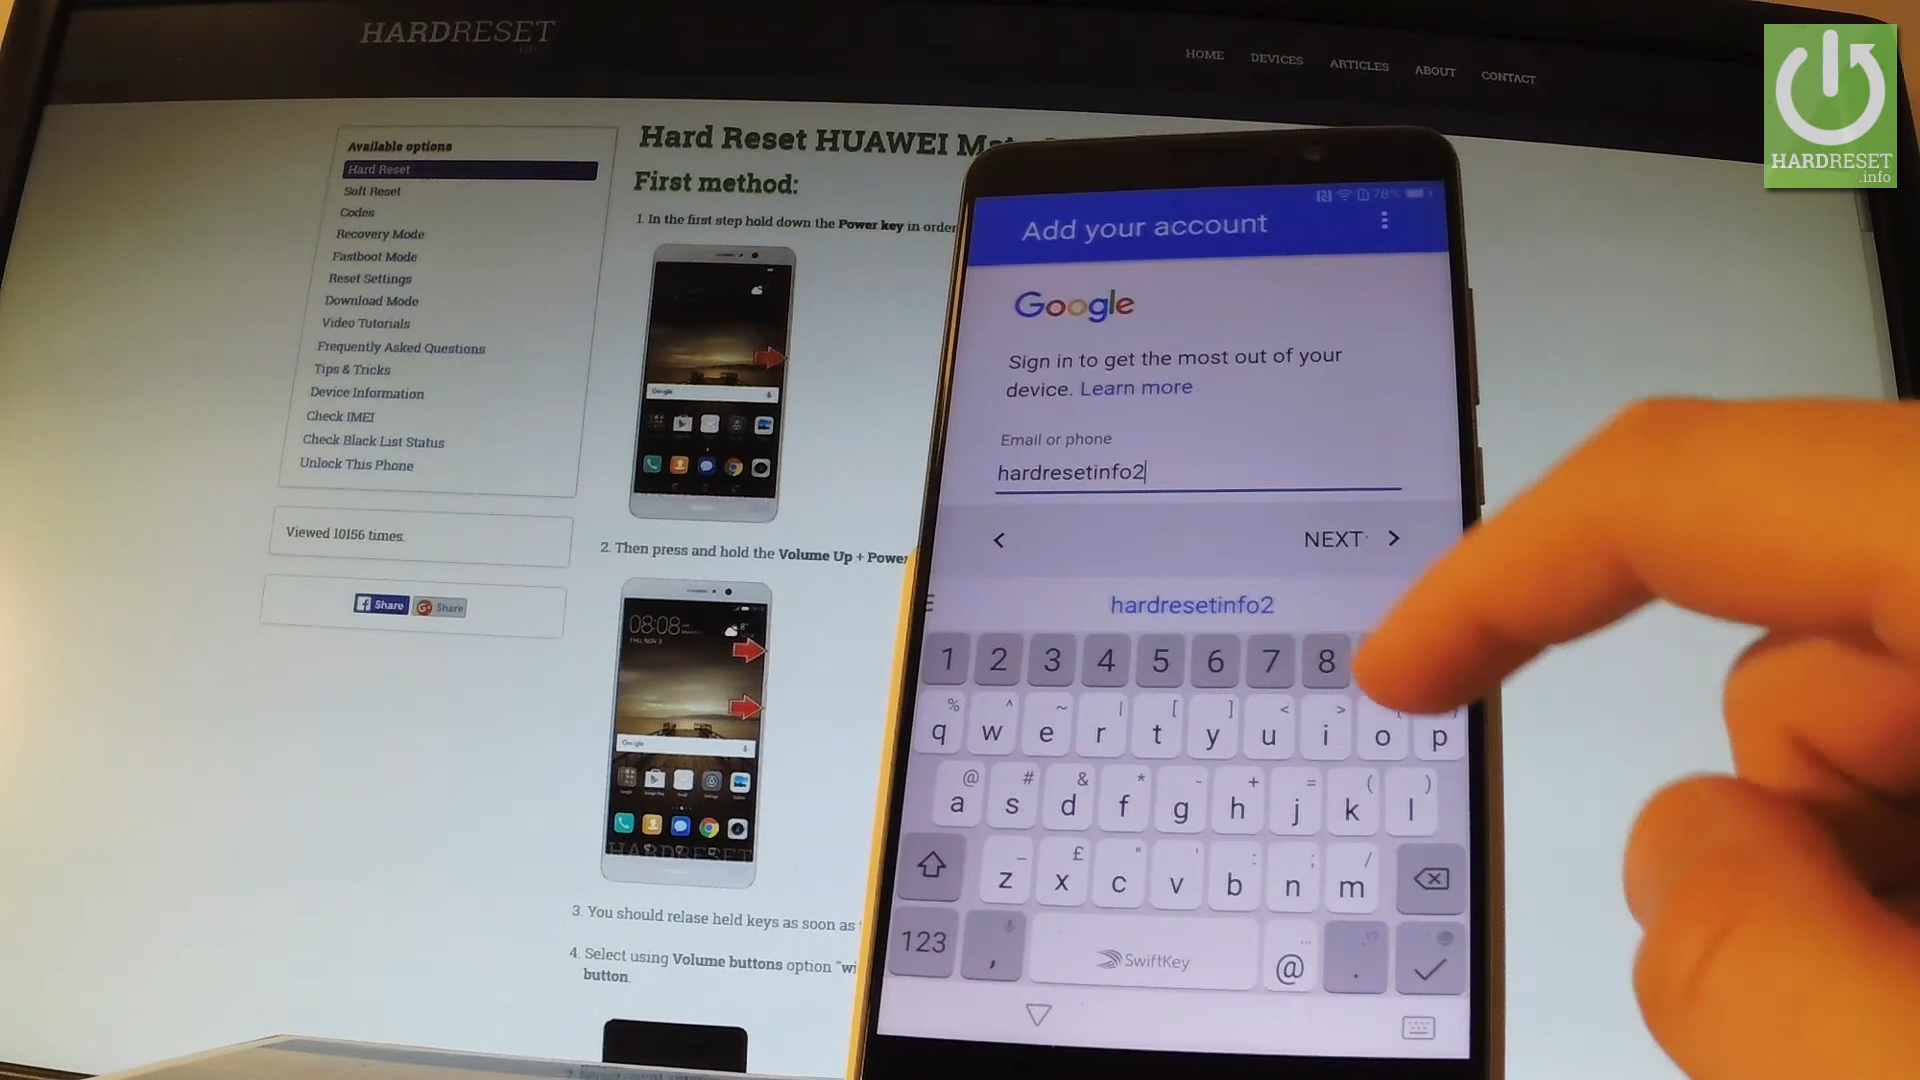 HARDRESET
HOME
DEVICES
ARTICLES
ABOUT
CONTACT
HARDRESET
.info
Available options
Hard Reset
Soft Reset
Codes
Recovery Mode
Fastboot Mode
Reset Settings
Download Mode
Video Tutorials
Frequently Asked Questions
Tips & Tricks
Device Information
Check IMEI
Check Black List Status
Unlock This Phone
Viewed 10156 times.
Share
Share
Hard Reset HUAWEI
First method:
1. In the first step hold down the Power key in order
Google
2. Then press and hold the Volume Up + Power
08:08
Google
HARDRESET
3. You should relase held keys as soon as
4. Select using Volume buttons option "wi
button.
78%
Add your account
Google
Sign in to get the most out of your
device. Learn more
Email or phone
hardresetinfo2
< NEXT >
hardresetinfo2
1 2 3 4 5 6 7 8
% ^ ~ | [ ] < >
q w e r t y u i o p
@ # & * - + = ( )
a s d f g h j k l
_ £ " ' : ; /
z x c v b n m
123 , SwiftKey @ . !?